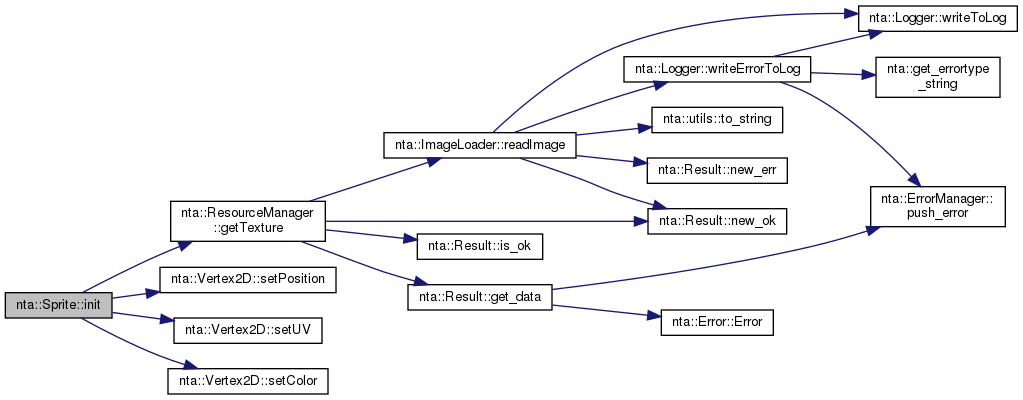 nta::Sprite::init
nta::ResourceManager
::getTexture
nta::Vertex2D::setPosition
nta::Vertex2D::setUV
nta::Vertex2D::setColor
nta::ImageLoader::readImage
nta::Result::is_ok
nta::Result::get_data
nta::Logger::writeErrorToLog
nta::utils::to_string
nta::Result::new_err
nta::Result::new_ok
nta::Error::Error
nta::Logger::writeToLog
nta::get_errortype
_string
nta::ErrorManager::
push_error